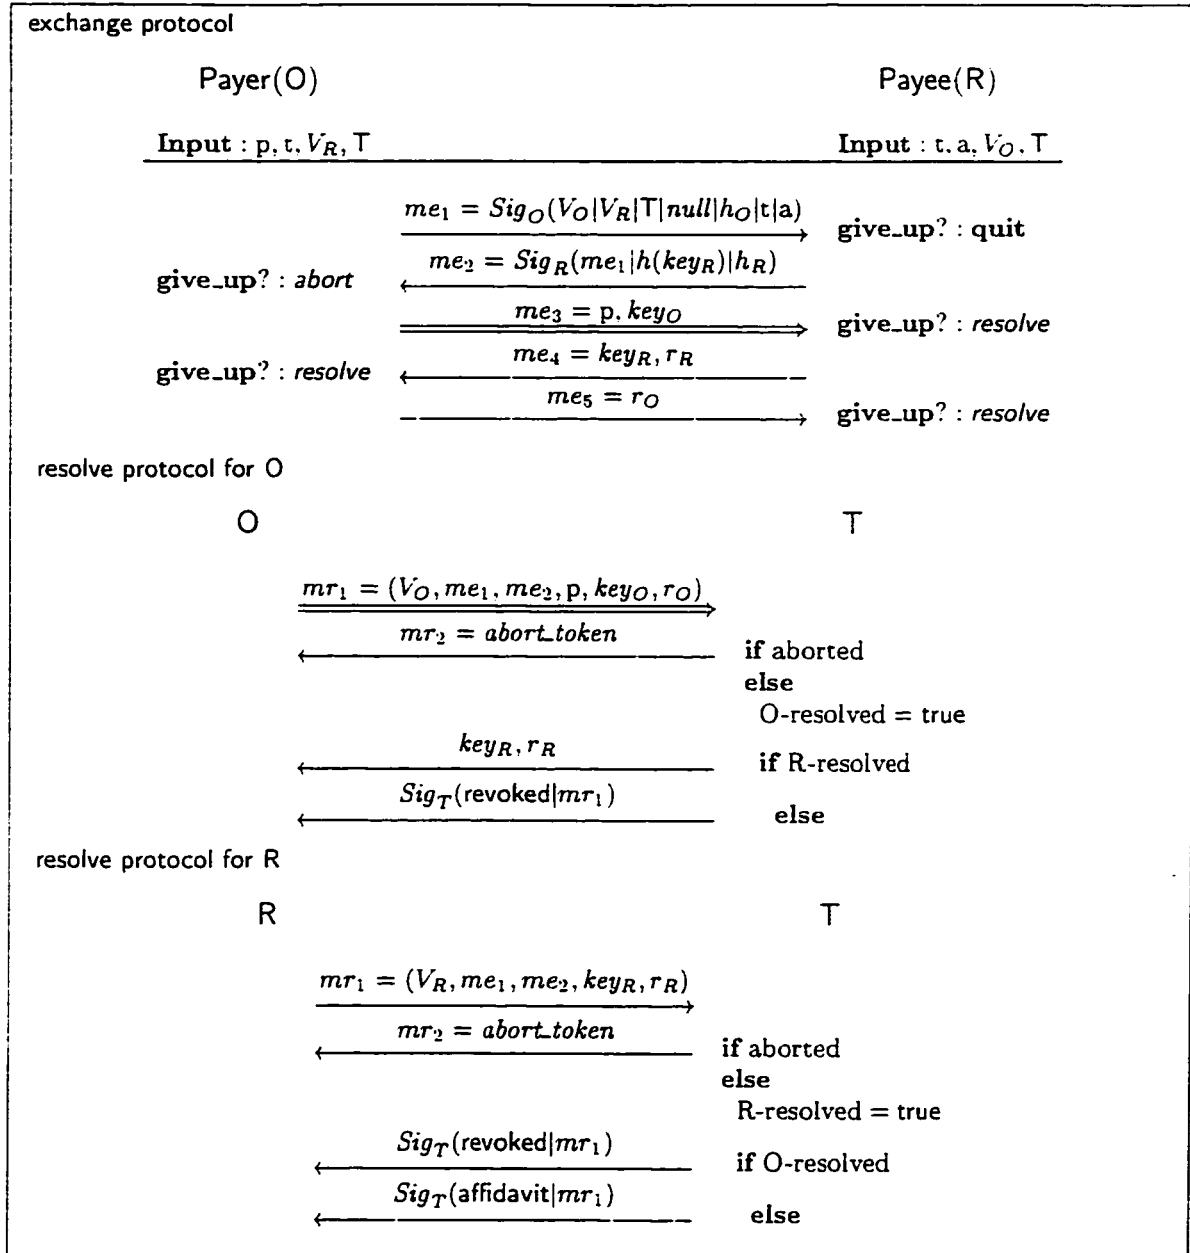 exchange protocol
Payer(O) Payee(R)
Input : p, t, V_R, T Input : t, a, V_O, T
me_1 = Sig_O(V_O|V_R|T|null|h_O|t|a)
give_up? : quit
me_2 = Sig_R(me_1|h(key_R)|h_R)
give_up? : abort
me_3 = p, key_O
give_up? : resolve
me_4 = key_R, r_R
give_up? : resolve
me_5 = r_O
give_up? : resolve
resolve protocol for O
O T
mr_1 = (V_O, me_1, me_2, p, key_O, r_O)
mr_2 = abort_token
if aborted
else
O-resolved = true
key_R, r_R
if R-resolved
Sig_T(revoked|mr_1)
else
resolve protocol for R
R T
mr_1 = (V_R, me_1, me_2, key_R, r_R)
mr_2 = abort_token
if aborted
else
R-resolved = true
Sig_T(revoked|mr_1)
if O-resolved
Sig_T(affidavit|mr_1)
else